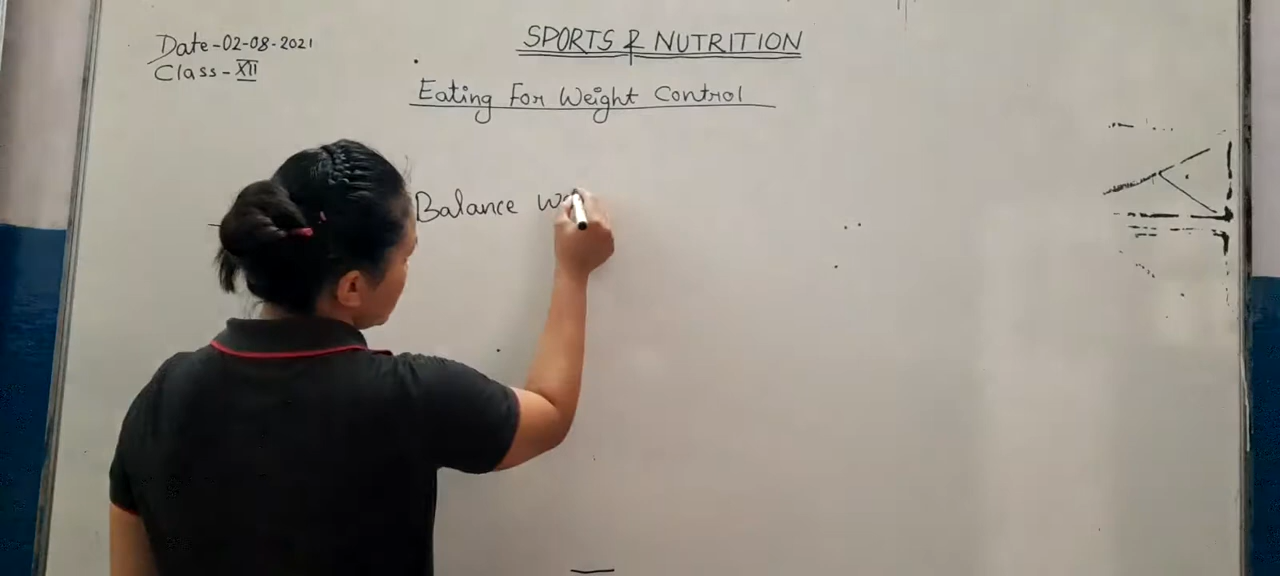 SPORTS & NUTRITION
Date-02-08-2021
Class-XII
Eating For Weight Control
Balance